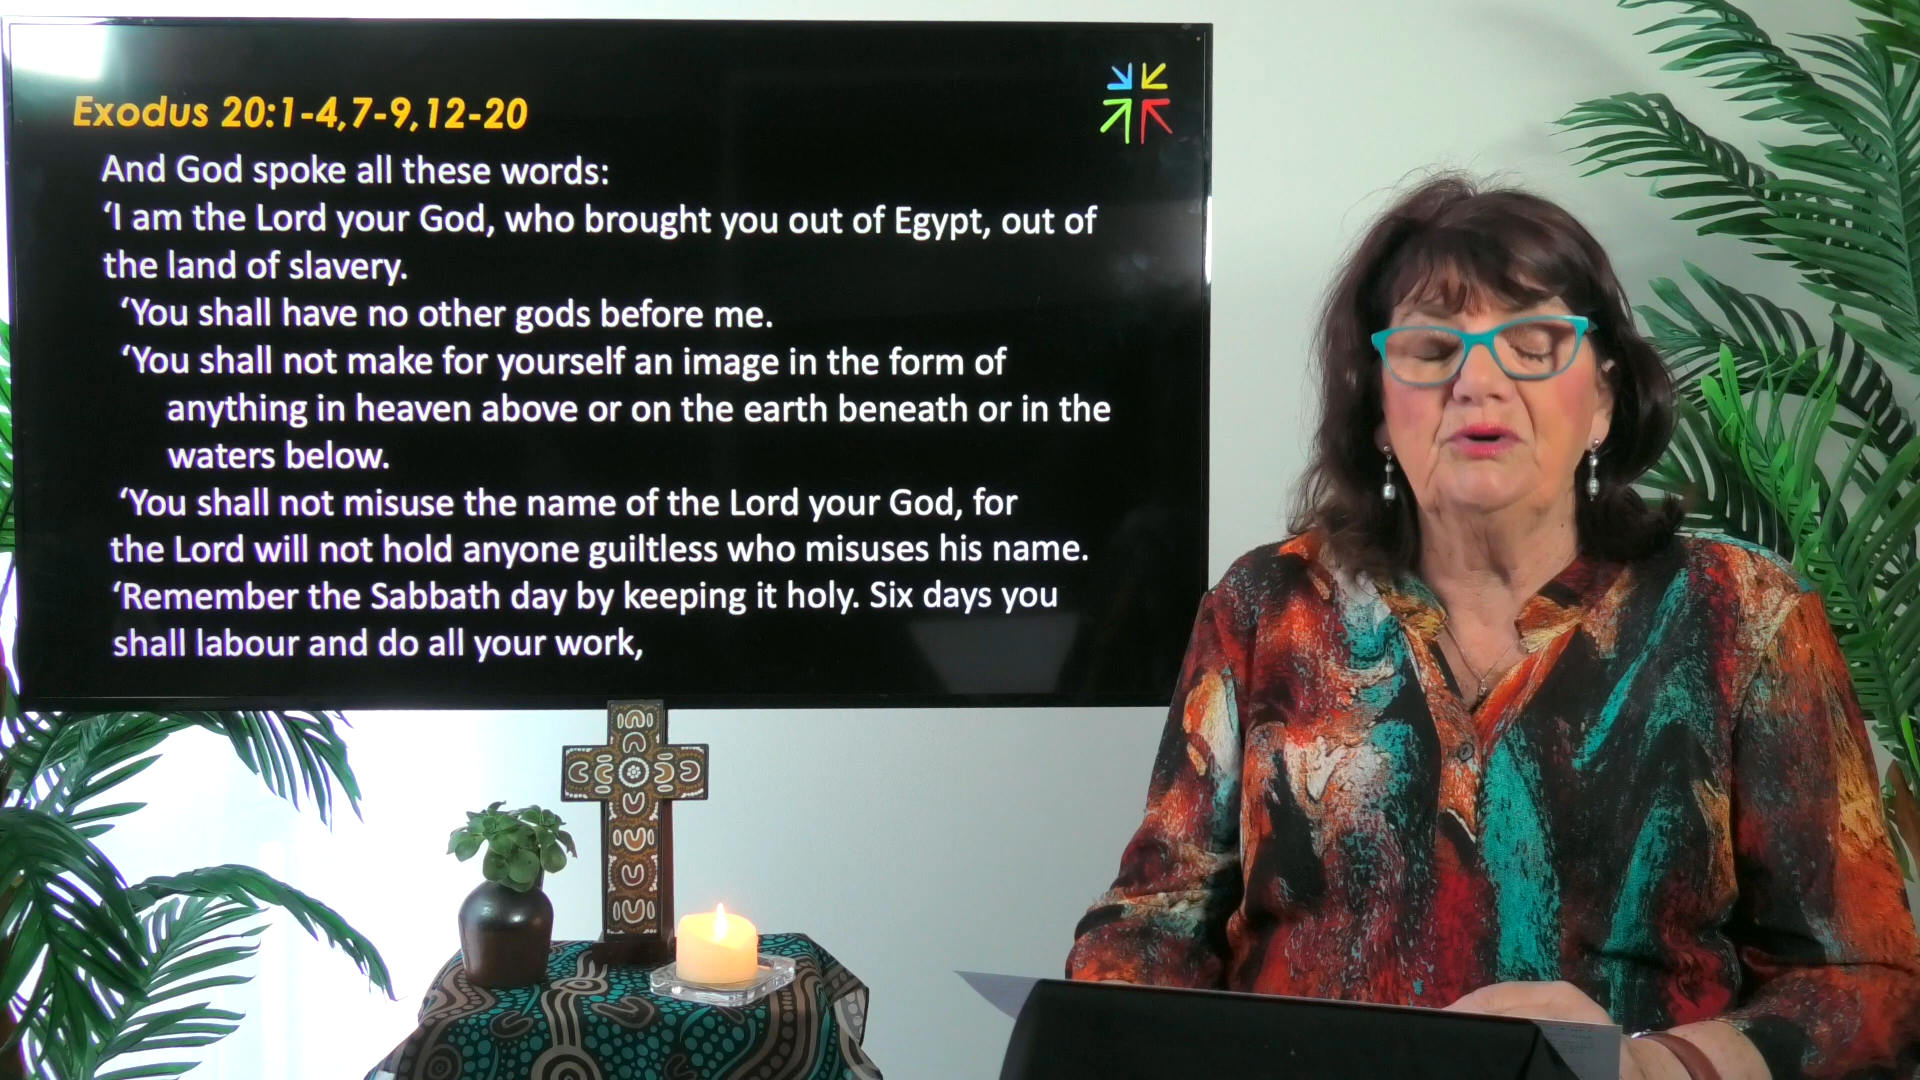 Exodus 20:1-4,7-9,12-20
And God spoke all these words:
‘I am the Lord your God, who brought you out of Egypt, out of
the land of slavery.
‘You shall have no other gods before me.
‘You shall not make for yourself an image in the form of
anything in heaven above or on the earth beneath or in the
waters below.
‘You shall not misuse the name of the Lord your God, for
the Lord will not hold anyone guiltless who misuses his name.
‘Remember the Sabbath day by keeping it holy. Six days you
shall labour and do all your work,